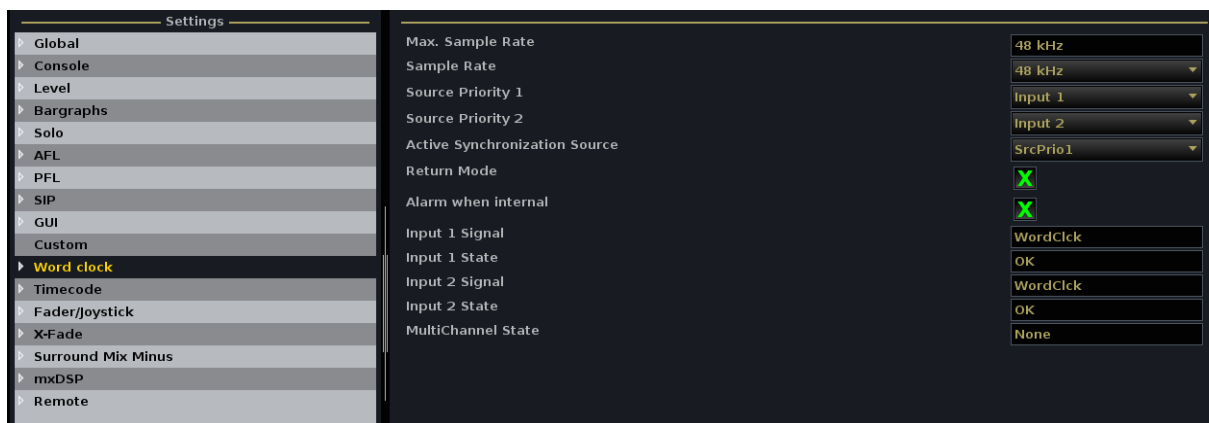 Settings
Global
Console
Level
Bargraphs
Solo
AFL
PFL
SIP
GUI
Custom
Word clock
Timecode
Fader/Joystick
X-Fade
Surround Mix Minus
mxDSP
Remote
Max. Sample Rate 48 kHz
Sample Rate 48 kHz
Source Priority 1 Input 1
Source Priority 2 Input 2
Active Synchronization Source SrcPrio1
Return Mode X
Alarm when internal X
Input 1 Signal WordClck
Input 1 State OK
Input 2 Signal WordClck
Input 2 State OK
MultiChannel State None